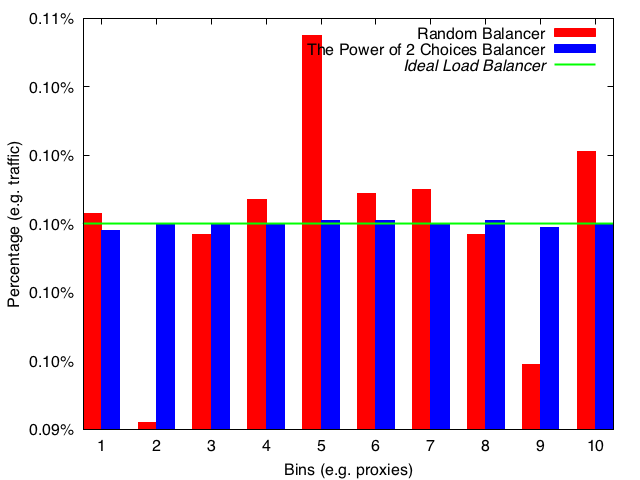 0.11%
0.10%
0.10%
0.10%
0.10%
0.10%
0.09%
Percentage (e.g. traffic)
Random Balancer
The Power of 2 Choices Balancer
Ideal Load Balancer
1 2 3 4 5 6 7 8 9 10
Bins (e.g. proxies)